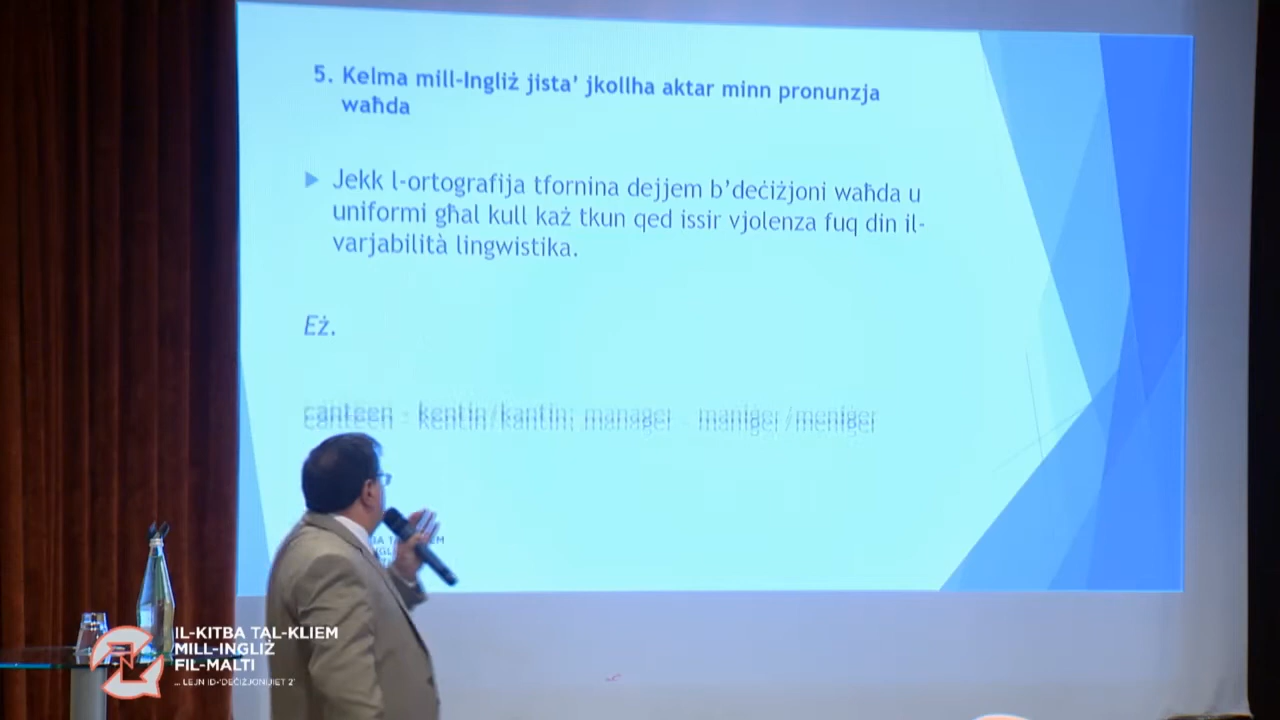 5. Kelma mill-Ingliż jista' jkollha aktar minn pronunzja
waħda
Jekk l-ortografija tfornina dejjem b'deċiżjoni waħda u
uniformi għal kull każ tkun qed issir vjolenza fuq din il-
varjabilità lingwistika.
Eż.
canteen - kentin/kantin; manager - maniġer/meniġer
IL-KITBA TAL-KLIEM
MILL-INGLIŻ
FIL-MALTI
... LEJN ID-'DEĊIŻJONIJIET 2'